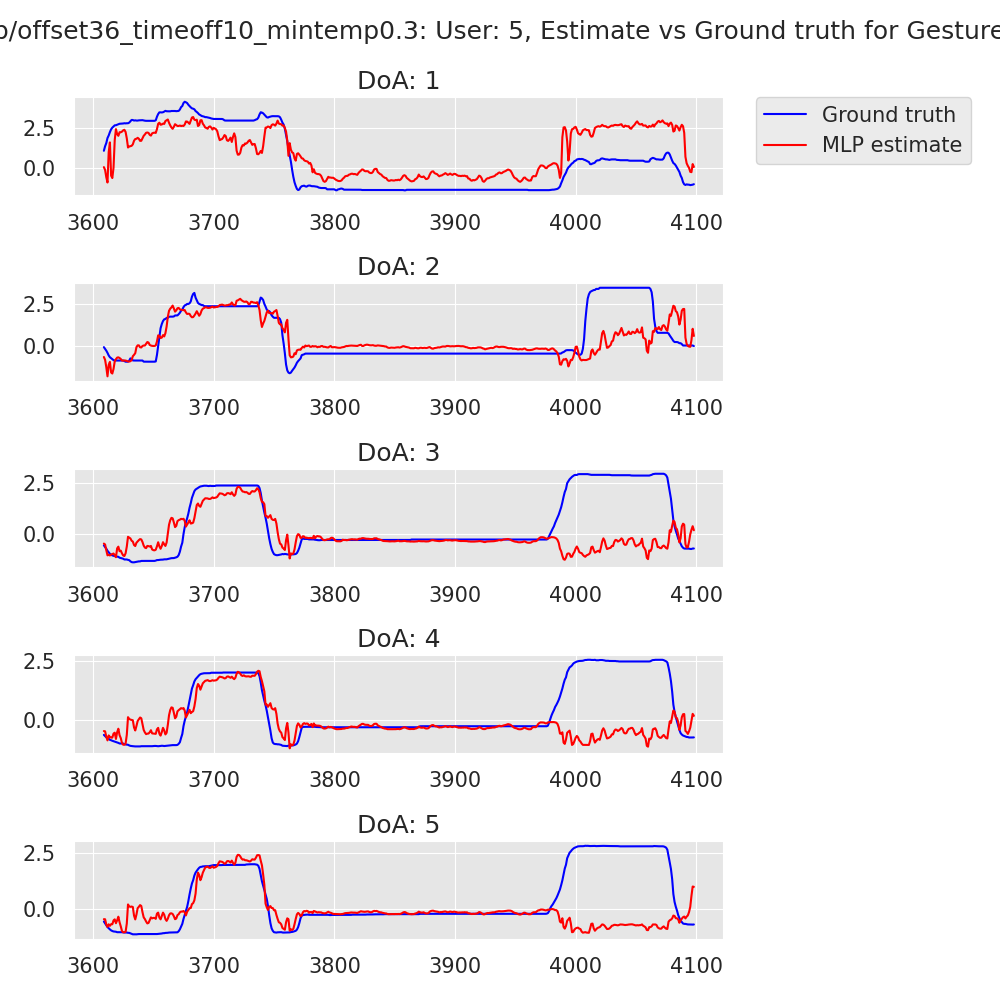 /offset36_timeoff10_mintemp0.3: User: 5, Estimate vs Ground truth for Gesture
DoA: 1
Ground truth
MLP estimate
2.5
0.0
3600 3700 3800 3900 4000 4100
DoA: 2
2.5
0.0
3600 3700 3800 3900 4000 4100
DoA: 3
2.5
0.0
3600 3700 3800 3900 4000 4100
DoA: 4
2.5
0.0
3600 3700 3800 3900 4000 4100
DoA: 5
2.5
0.0
3600 3700 3800 3900 4000 4100